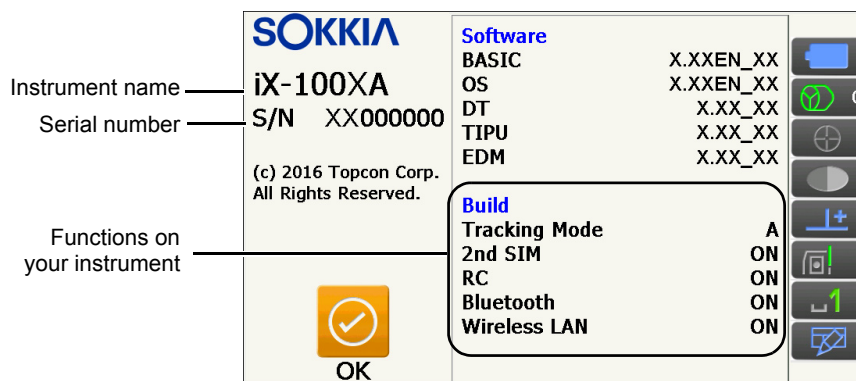 SOKKIA
Instrument name
iX-100XA
Serial number
S/N XX000000
(c) 2016 Topcon Corp.
All Rights Reserved.
Functions on
your instrument
OK
Software
BASIC X.XXEN_XX
OS X.XXEN_XX
DT X.XX_XX
TIPU X.XX_XX
EDM X.XX_XX
Build
Tracking Mode A
2nd SIM ON
RC ON
Bluetooth ON
Wireless LAN ON
1